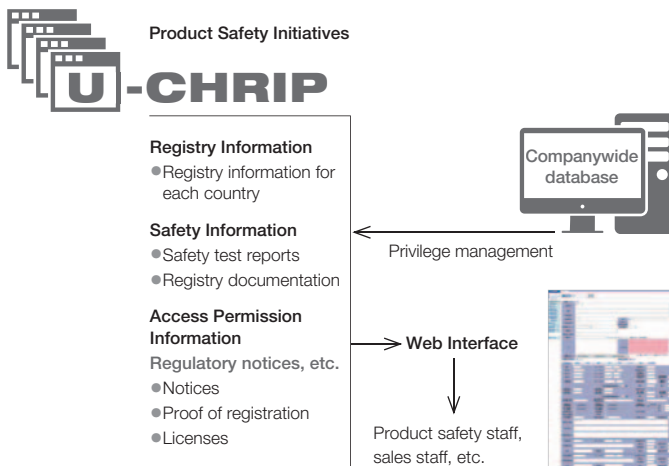 Product Safety Initiatives
U-CHRIP
Registry Information
●Registry information for
each country
Safety Information
●Safety test reports
●Registry documentation
Access Permission
Information
Regulatory notices, etc.
●Notices
●Proof of registration
●Licenses
Companywide
database
Privilege management
Web Interface
Product safety staff,
sales staff, etc.